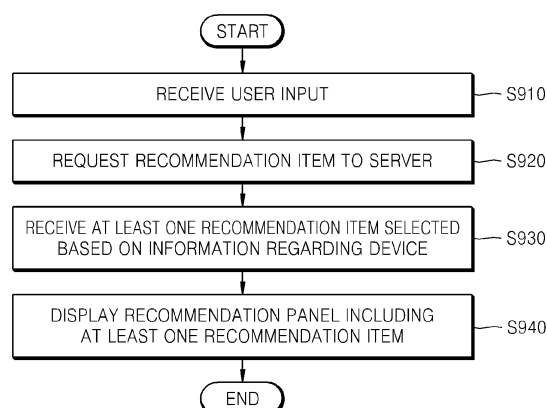 START
RECEIVE USER INPUT
S910
REQUEST RECOMMENDATION ITEM TO SERVER
S920
RECEIVE AT LEAST ONE RECOMMENDATION ITEM SELECTED
BASED ON INFORMATION REGARDING DEVICE
S930
DISPLAY RECOMMENDATION PANEL INCLUDING
AT LEAST ONE RECOMMENDATION ITEM
S940
END